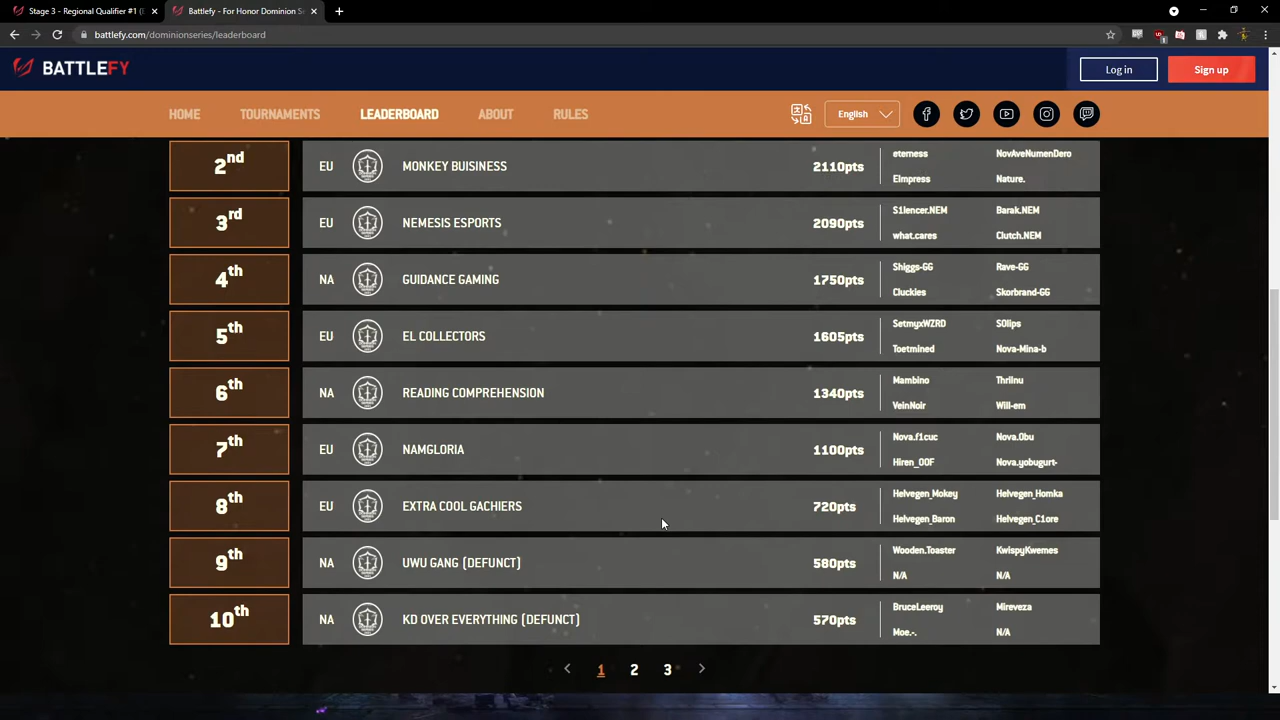 Stage 3 - Regional Qualifier #1 (
Battlefy - For Honor Dominion S
battlefy.com/dominionseries/leaderboard
BATTLEFY
Log in
Sign up
HOME
TOURNAMENTS
LEADERBOARD
ABOUT
RULES
English
2nd EU MONKEY BUISINESS 2110pts eterness NovAveNumenDero
Elmpress Nature.
3rd EU NEMESIS ESPORTS 2090pts S1lencer.NEM Barak.NEM
what.cares Clutch.NEM
4th NA GUIDANCE GAMING 1750pts Shiggs-GG Rave-GG
Cluckles Skorbrand-GG
5th EU EL COLLECTORS 1605pts SetmyxWZRD SOlips
Toetmined Nova-Mina-b
6th NA READING COMPREHENSION 1340pts Mambino Thrilnu
VeinNoir Will-em
7th EU NAMGLORIA 1100pts Nova.f1cuc Nova.0bu
Hiren_OOF Nova.yobugurt-
8th EU EXTRA COOL GACHIERS 720pts Helvegen_Mokey Helvegen_Homka
Helvegen_Baron Helvegen_C1ore
9th NA UWU GANG (DEFUNCT) 580pts Wooden.Toaster KwispyKwemes
N/A N/A
10th NA KD OVER EVERYTHING (DEFUNCT) 570pts BruceLeeroy Mireveza
Moe.-. N/A
1 2 3